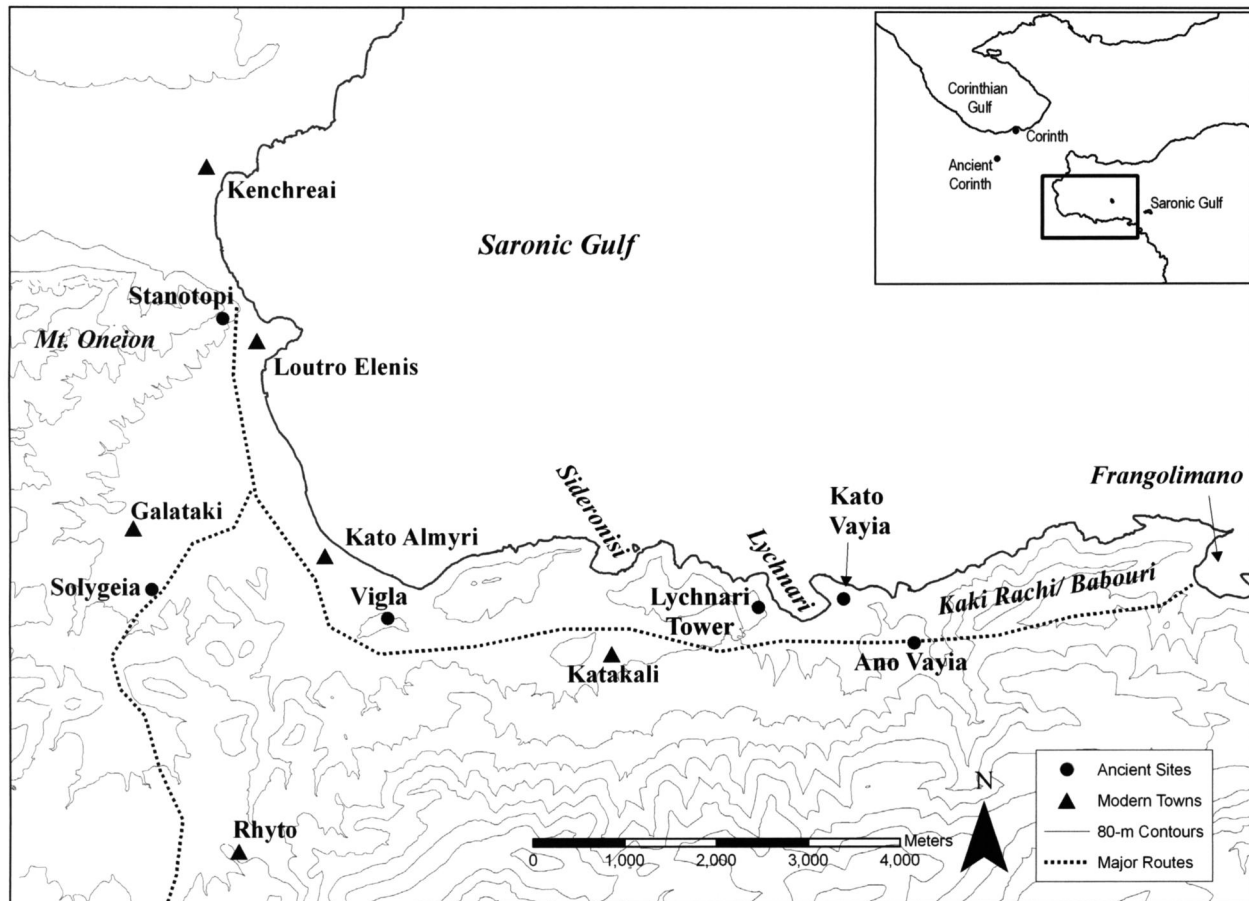 Corinthian
Gulf
Corinth
Ancient
Corinth
Saronic Gulf
Kenchreai
Saronic Gulf
Stanotopi
Mt. Oneion
Loutro Elenis
Galataki
Kato Almyri
Sideronisi
Lychnari
Kato
Vayia
Frangolimano
Solygeia
Vigla
Lychnari
Tower
Kaki Rachi/ Babouri
Katakali
Ano Vayia
Rhyto
Meters
0 1,000 2,000 3,000 4,000
N
Ancient Sites
Modern Towns
80-m Contours
Major Routes